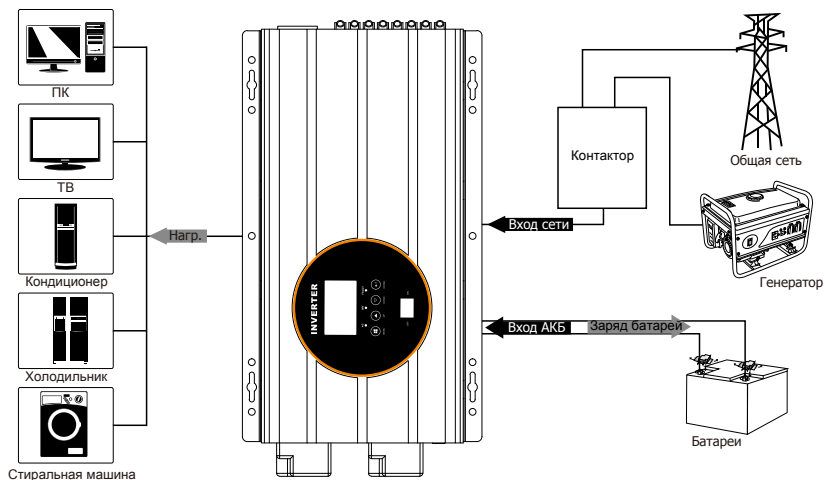 ПК
ТВ
Кондиционер
Холодильник
Стиральная машина
Нагр.
INVERTER
Контактор
Общая сеть
Вход сети
Генератор
Вход АКБ
Заряд батарей
Батареи